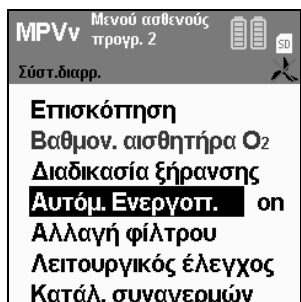 MPVv Μενού ασθενούς
προγρ. 2
SD
Σύστ.διαρρ.
Επισκόπηση
Βαθμον. αισθητήρα O2
Διαδικασία ξήρανσης
Αυτόμ. Ενεργοπ. on
Αλλαγή φίλτρου
Λειτουργικός έλεγχος
Κατάλ. συναγερμών